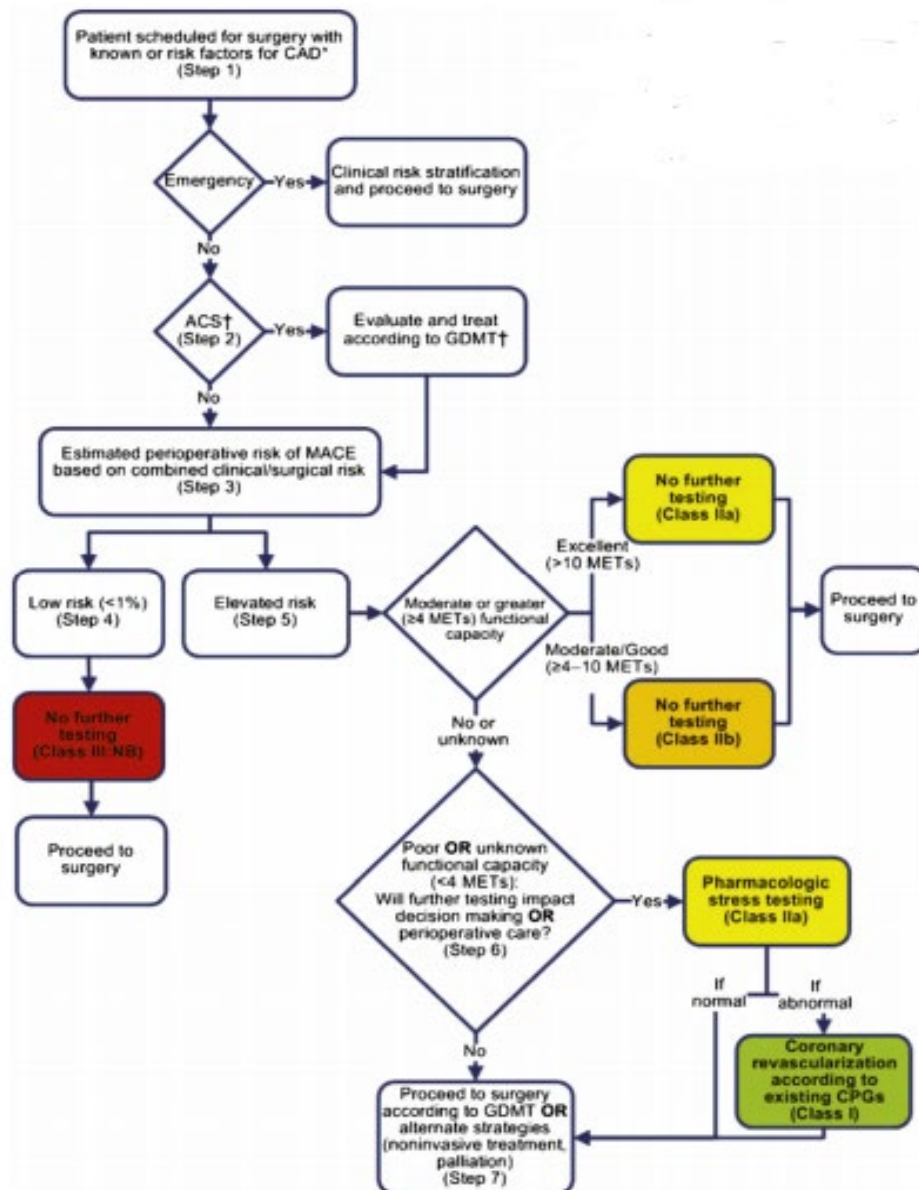 Patient scheduled for surgery with
known or risk factors for CAD*
(Step 1)
Emergency
Yes
Clinical risk stratification
and proceed to surgery
No
ACS†
(Step 2)
Yes
Evaluate and treat
according to GDMT†
No
Estimated perioperative risk of MACE
based on combined clinical/surgical risk
(Step 3)
Low risk (<1%)
(Step 4)
Elevated risk
(Step 5)
Moderate or greater
(≥4 METs) functional
capacity
Excellent
(>10 METs)
No further
testing
(Class IIa)
Moderate/Good
(≥4–10 METs)
No further
testing
(Class IIb)
Proceed to
surgery
No further
testing
(Class III:NB)
Proceed to
surgery
No or
unknown
Poor OR unknown
functional capacity
(<4 METs):
Will further testing impact
decision making OR
perioperative care?
(Step 6)
Yes
Pharmacologic
stress testing
(Class IIa)
If
normal
If
abnormal
Coronary
revascularization
according to
existing CPGs
(Class I)
No
Proceed to surgery
according to GDMT OR
alternate strategies
(noninvasive treatment,
palliation)
(Step 7)